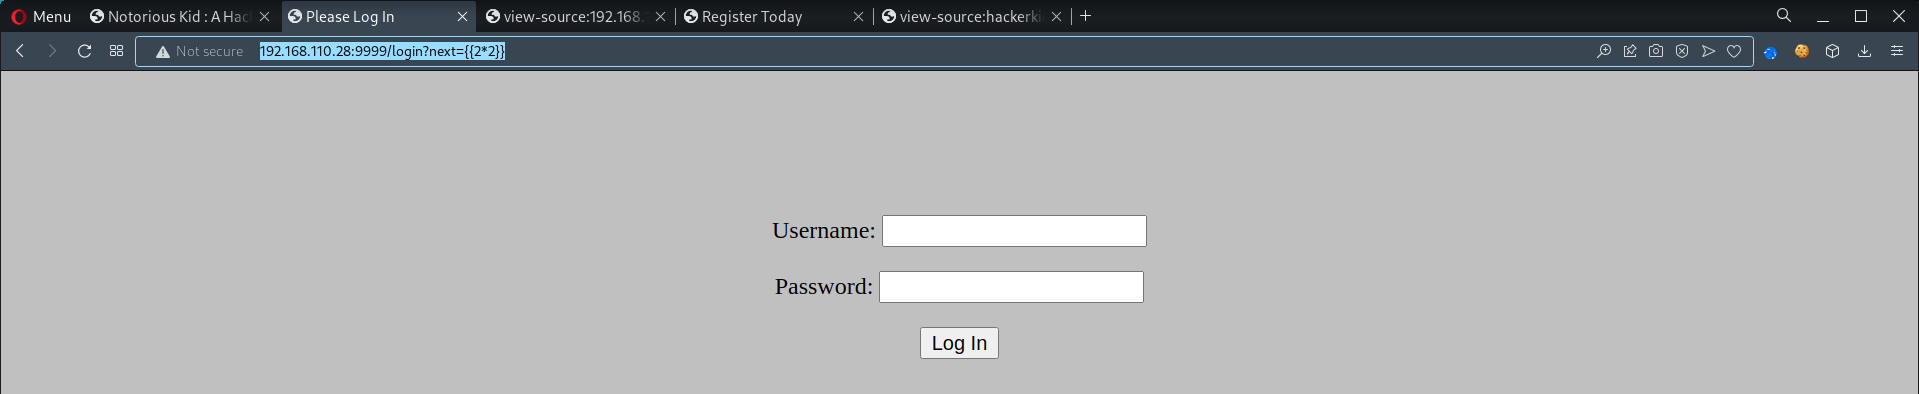 Menu Notorious Kid : A Hac Please Log In view-source:192.168. Register Today view-source:hackerki
Not secure 192.168.110.28:9999/login?next={{2*2}}
Username:
Password:
Log In